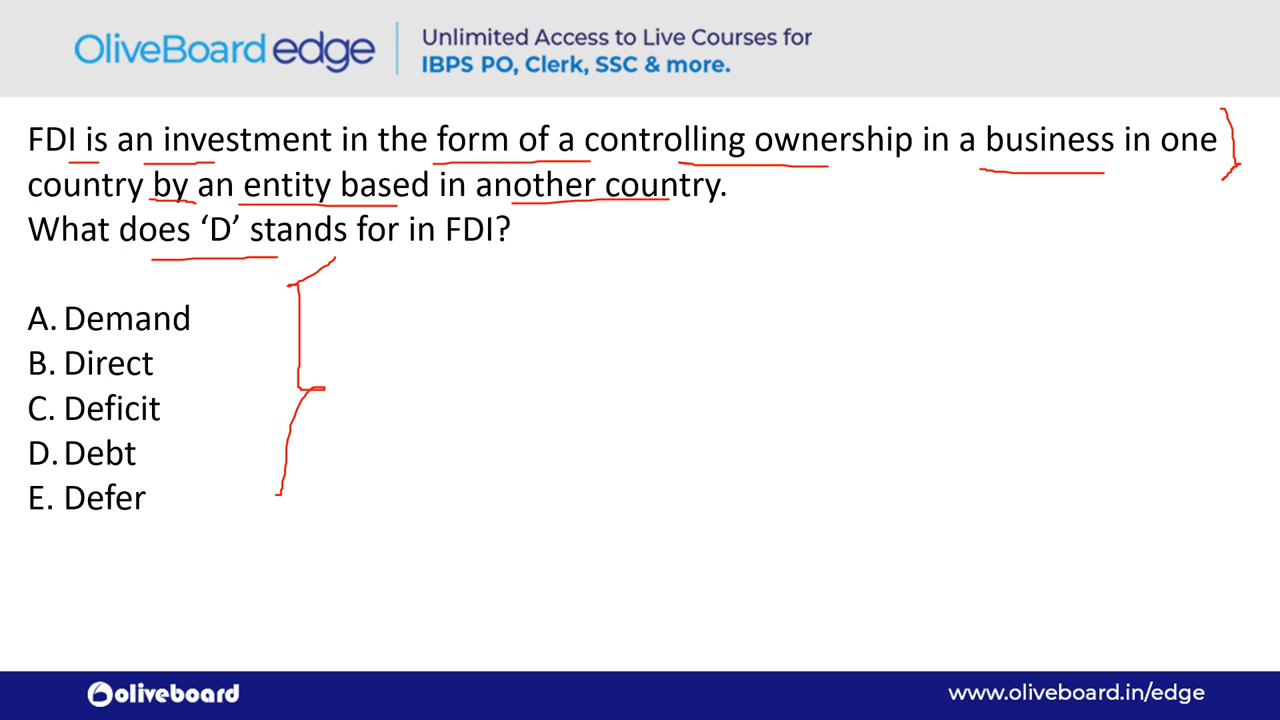 OliveBoard edge
Unlimited Access to Live Courses for
IBPS PO, Clerk, SSC & more.
FDI is an investment in the form of a controlling ownership in a business in one
country by an entity based in another country.
What does ‘D’ stands for in FDI?
A. Demand
B. Direct
C. Deficit
D. Debt
E. Defer
oliveboard
www.oliveboard.in/edge